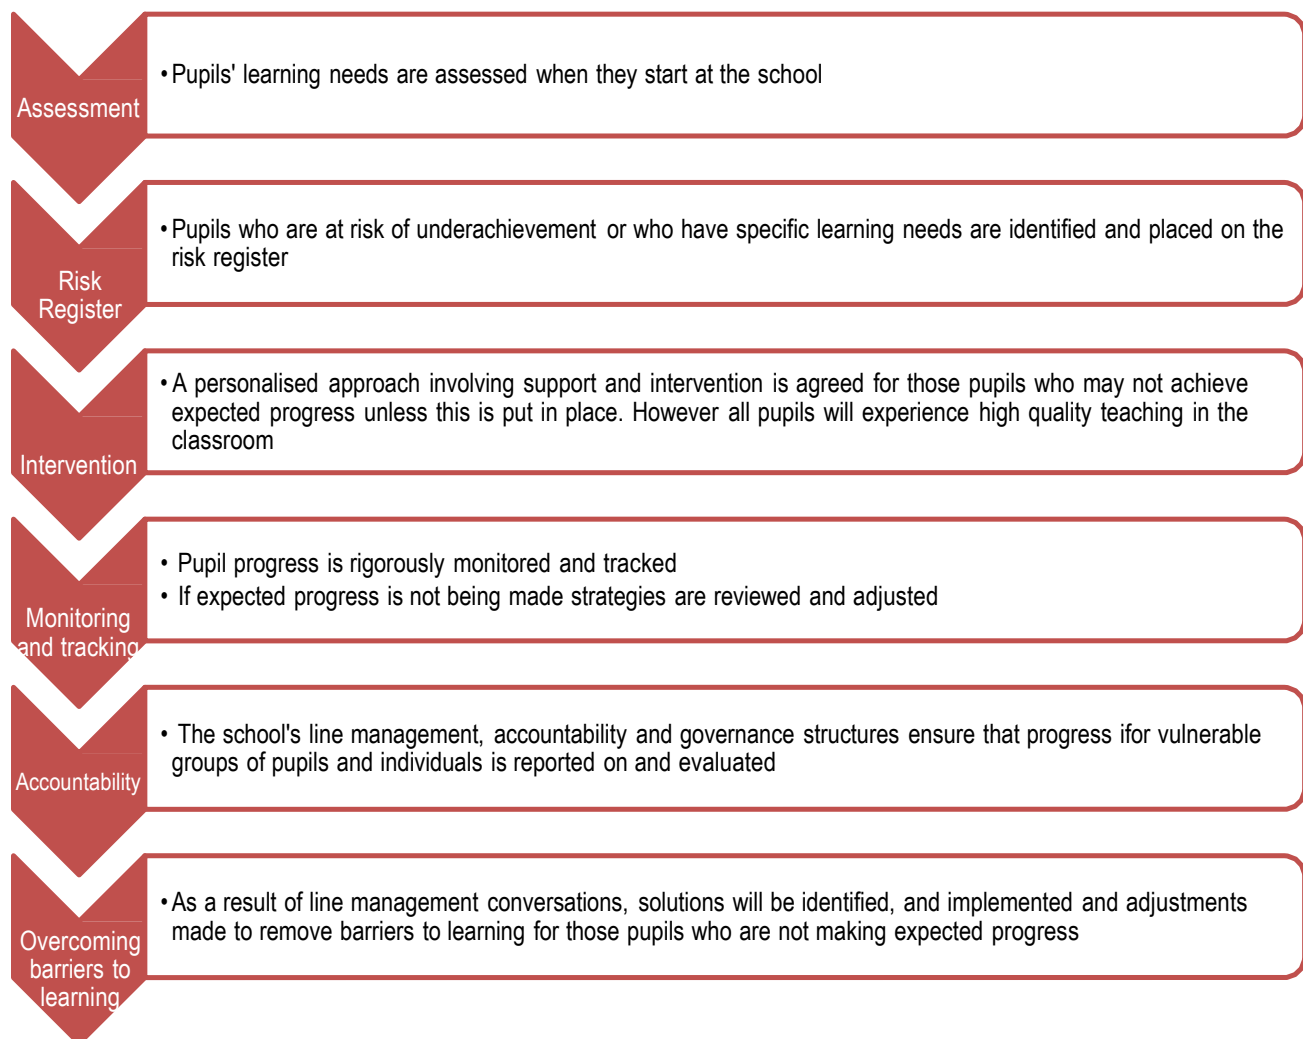 Assessment
• Pupils' learning needs are assessed when they start at the school
Risk
Register
• Pupils who are at risk of underachievement or who have specific learning needs are identified and placed on the
risk register
Intervention
• A personalised approach involving support and intervention is agreed for those pupils who may not achieve
expected progress unless this is put in place. However all pupils will experience high quality teaching in the
classroom
Monitoring
and tracking
• Pupil progress is rigorously monitored and tracked
• If expected progress is not being made strategies are reviewed and adjusted
Accountability
• The school's line management, accountability and governance structures ensure that progress ifor vulnerable
groups of pupils and individuals is reported on and evaluated
Overcoming
barriers to
learning
• As a result of line management conversations, solutions will be identified, and implemented and adjustments
made to remove barriers to learning for those pupils who are not making expected progress